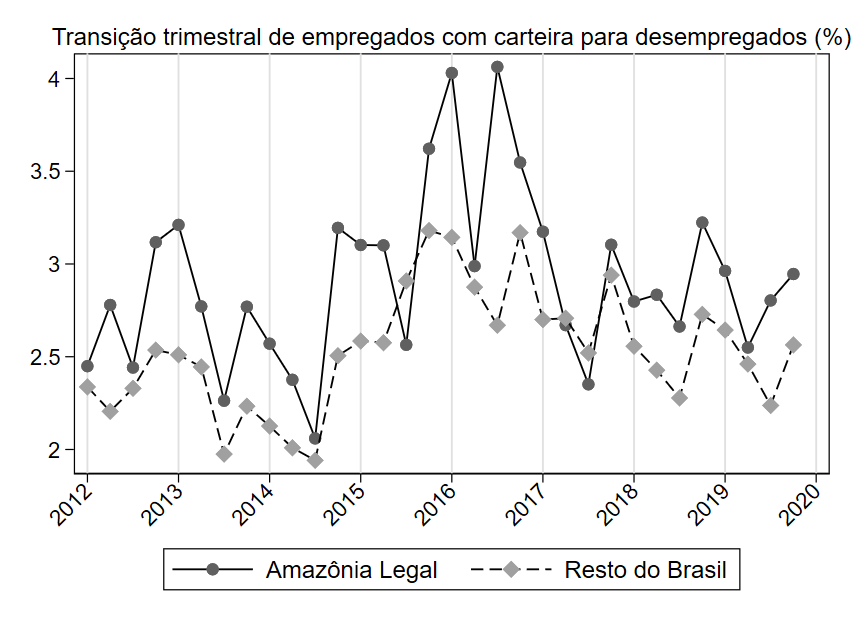 Transição trimestral de empregados com carteira para desempregados (%)
4
3.5
3
2.5
2
2012 2013 2014 2015 2016 2017 2018 2019 2020
Amazônia Legal Resto do Brasil